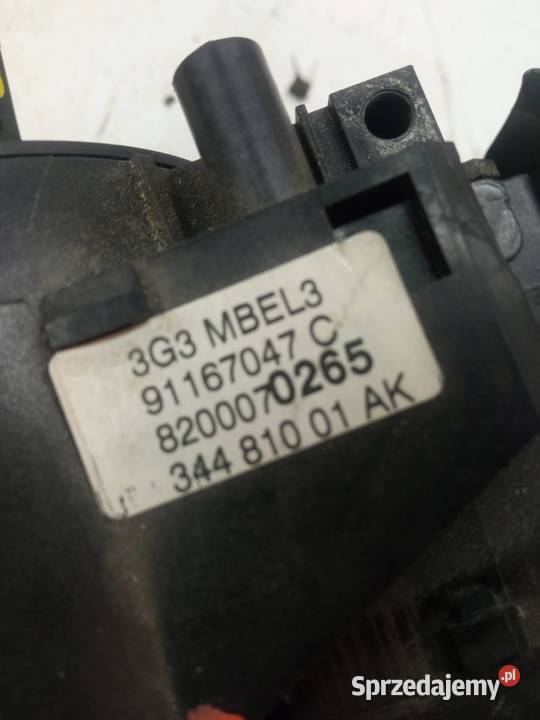 3G3 MBEL3
91167047 C
8200070265
344 810 01 AK
Sprzedajemy.pl